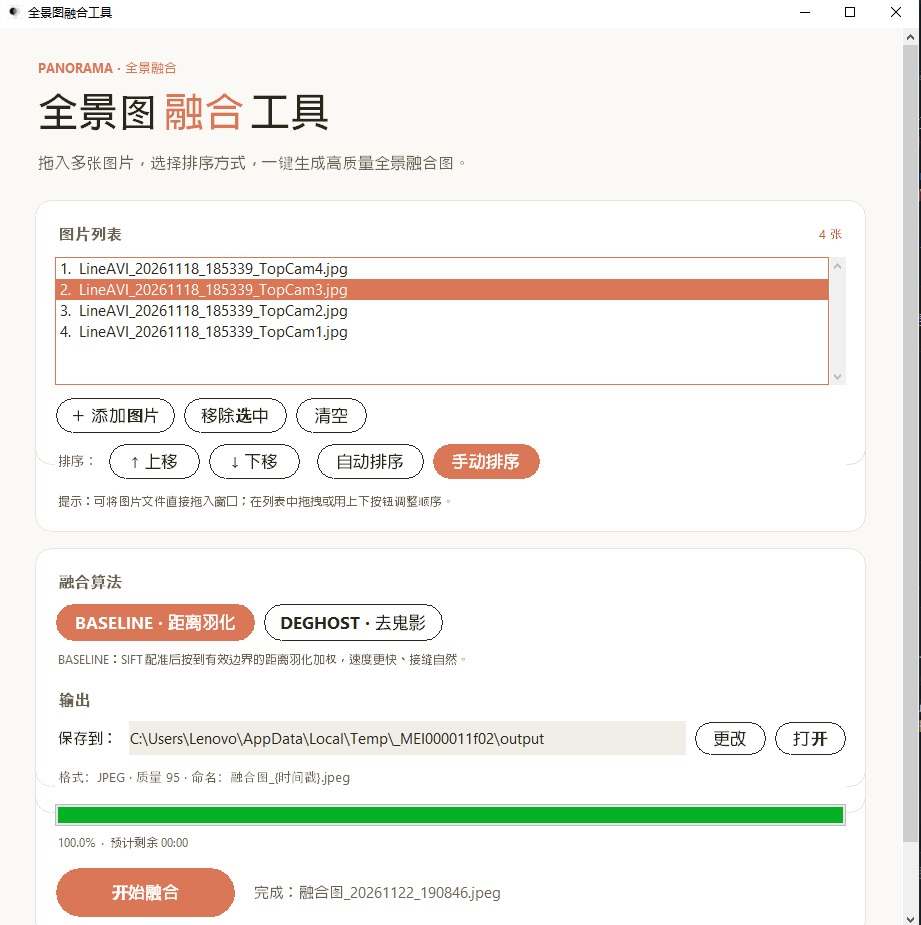 全景图融合工具
PANORAMA · 全景融合
全景图 融合 工具
拖入多张图片，选择排序方式，一键生成高质量全景融合图。
图片列表 4 张
1. LineAVI_20261118_185339_TopCam4.jpg
2. LineAVI_20261118_185339_TopCam3.jpg
3. LineAVI_20261118_185339_TopCam2.jpg
4. LineAVI_20261118_185339_TopCam1.jpg
+ 添加图片 移除选中 清空
排序： ↑ 上移 ↓ 下移 自动排序 手动排序
提示：可将图片文件直接拖入窗口；在列表中拖拽或用上下按钮调整顺序。
融合算法
BASELINE · 距离羽化 DEGHOST · 去鬼影
BASELINE：SIFT 配准后按到有效边界的距离羽化加权，速度更快、接缝自然。
输出
保存到： C:\Users\Lenovo\AppData\Local\Temp\_MEI000011f02\output 更改 打开
格式：JPEG · 质量 95 · 命名：融合图_{时间戳}.jpeg
100.0% · 预计剩余 00:00
开始融合 完成：融合图_20261122_190846.jpeg